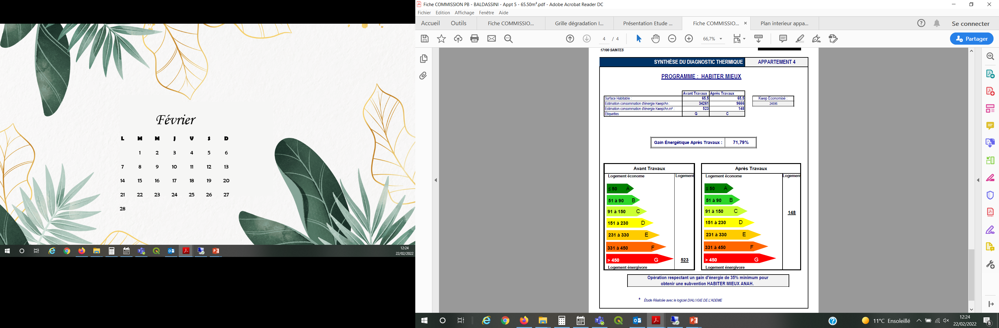 Février
L M M J V S D
1 2 3 4 5 6
7 8 9 10 11 12 13
14 15 16 17 18 19 20
21 22 23 24 25 26 27
28
12:24
22/02/2022
Fiche COMMISSION PB - BALDASSINI - Appt 5 - 65.50m².pdf - Adobe Acrobat Reader DC
Fichier Edition Affichage Fenêtre Aide
Accueil Outils Fiche COMMISSIO... Grille dégradation I... Présentation Etude ... Fiche COMMISSIO... × Plan interieur appa... Se connecter
4 / 4 66,7% Partager
17100 SAINTES
SYNTHÈSE DU DIAGNOSTIC THERMIQUE APPARTEMENT 4
PROGRAMME : HABITER MIEUX
Avant Travaux Après Travaux
Surface Habitable : 65,5 65,5
Estimation consommation d'énergie Kwep/An : 34261 9666
Estimation consommation d'énergie Kwep/An.m² : 523 148
Étiquettes G C
Kwep Economisé :
24595
Gain Énergétique Après Travaux : 71,79%
Avant Travaux
Logement économe Logement
≤ 50 A
51 à 90 B
91 à 150 C
151 à 230 D
231 à 330 E
331 à 450 F
> 450 G 523
Logement énergivore
Après Travaux
Logement économe Logement
≤ 50 A
51 à 90 B
91 à 150 C
148
151 à 230 D
231 à 330 E
331 à 450 F
> 450 G
Logement énergivore
Opération respectant un gain d'énergie de 35% minimum pour
obtenir une subvention HABITER MIEUX ANAH.
* Étude Réalisée avec le logiciel DIALOGIE DE L'ADEME
11°C Ensoleillé
12:24
22/02/2022
8